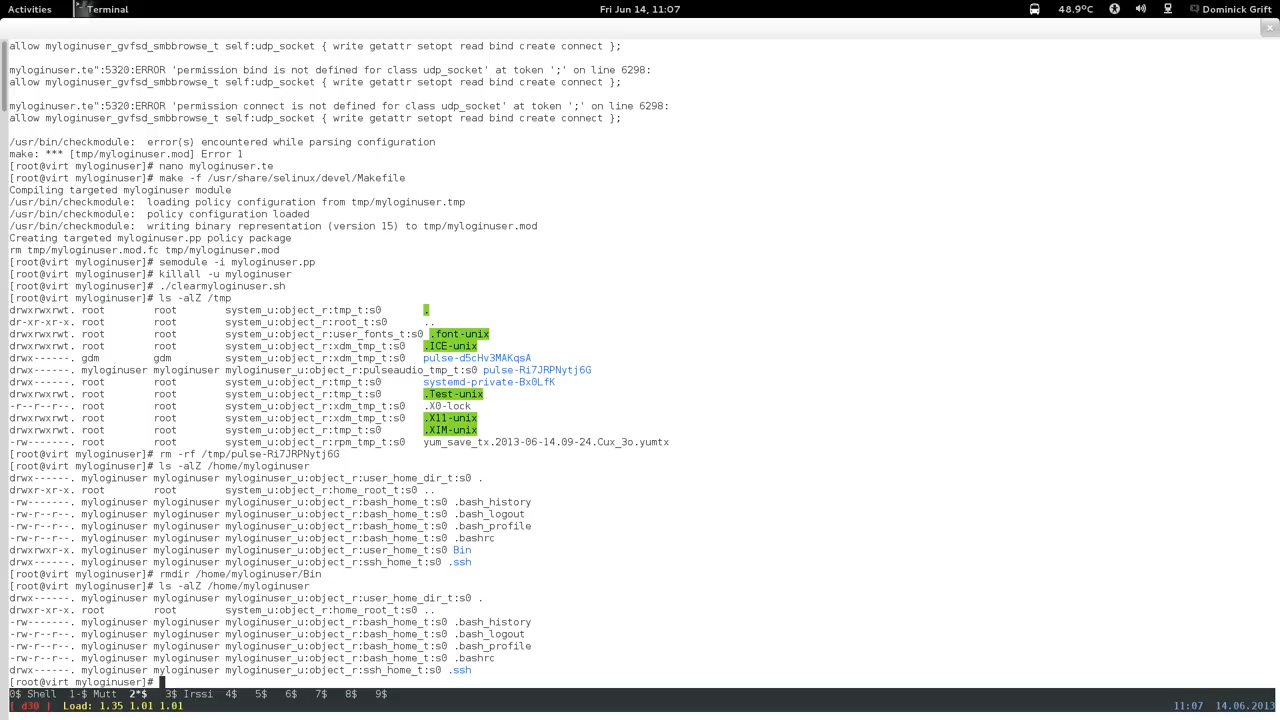 Activities Terminal Fri Jun 14, 11:07 48.9°C Dominick Grift
allow myloginuser_gvfsd_smbbrowse_t self:udp_socket { write getattr setopt read bind create connect };
myloginuser.te":5320:ERROR 'permission bind is not defined for class udp_socket' at token ';' on line 6298:
allow myloginuser_gvfsd_smbbrowse_t self:udp_socket { write getattr setopt read bind create connect };
myloginuser.te":5320:ERROR 'permission connect is not defined for class udp_socket' at token ';' on line 6298:
allow myloginuser_gvfsd_smbbrowse_t self:udp_socket { write getattr setopt read bind create connect };
/usr/bin/checkmodule:  error(s) encountered while parsing configuration
make: *** [tmp/myloginuser.mod] Error 1
[root@virt myloginuser]# nano myloginuser.te
[root@virt myloginuser]# make -f /usr/share/selinux/devel/Makefile
Compiling targeted myloginuser module
/usr/bin/checkmodule:  loading policy configuration from tmp/myloginuser.tmp
/usr/bin/checkmodule:  policy configuration loaded
/usr/bin/checkmodule:  writing binary representation (version 15) to tmp/myloginuser.mod
Creating targeted myloginuser.pp policy package
rm tmp/myloginuser.mod.fc tmp/myloginuser.mod
[root@virt myloginuser]# semodule -i myloginuser.pp
[root@virt myloginuser]# killall -u myloginuser
[root@virt myloginuser]# ./clearmyloginuser.sh
[root@virt myloginuser]# ls -alZ /tmp
drwxrwxrwt. root        root        system_u:object_r:tmp_t:s0       .
dr-xr-xr-x. root        root        system_u:object_r:root_t:s0      ..
drwxrwxrwt. root        root        system_u:object_r:user_fonts_t:s0 .font-unix
drwxrwxrwt. root        root        system_u:object_r:xdm_tmp_t:s0   .ICE-unix
drwx------. gdm         gdm         system_u:object_r:xdm_tmp_t:s0   pulse-d5cHv3MAKqsA
drwx------. myloginuser myloginuser system_u:object_r:pulseaudio_tmp_t:s0 pulse-Ri7JRPNytj6G
drwx------. root        root        system_u:object_r:xdm_tmp_t:s0   systemd-private-Bx0LfK
drwxrwxrwt. root        root        system_u:object_r:tmp_t:s0       .Test-unix
-r--r--r--. root        root        system_u:object_r:xdm_tmp_t:s0   .X0-lock
drwxrwxrwt. root        root        system_u:object_r:xdm_tmp_t:s0   .X11-unix
drwxrwxrwt. root        root        system_u:object_r:tmp_t:s0       .XIM-unix
-rw-------. root        root        system_u:object_r:rpm_tmp_t:s0   yum_save_tx.2013-06-14.09-24.Cux_3o.yumtx
[root@virt myloginuser]# rm -rf /tmp/pulse-Ri7JRPNytj6G
[root@virt myloginuser]# ls -alZ /home/myloginuser
drwx------. myloginuser myloginuser myloginuser_u:object_r:user_home_dir_t:s0 .
drwxr-xr-x. root        root        system_u:object_r:home_root_t:s0 ..
-rw-------. myloginuser myloginuser myloginuser_u:object_r:bash_home_t:s0 .bash_history
-rw-r--r--. myloginuser myloginuser myloginuser_u:object_r:bash_home_t:s0 .bash_logout
-rw-r--r--. myloginuser myloginuser myloginuser_u:object_r:bash_home_t:s0 .bash_profile
-rw-r--r--. myloginuser myloginuser myloginuser_u:object_r:bash_home_t:s0 .bashrc
drwxrwxr-x. myloginuser myloginuser myloginuser_u:object_r:user_home_t:s0 Bin
drwx------. myloginuser myloginuser myloginuser_u:object_r:ssh_home_t:s0 .ssh
[root@virt myloginuser]# rmdir /home/myloginuser/Bin
[root@virt myloginuser]# ls -alZ /home/myloginuser
drwx------. myloginuser myloginuser myloginuser_u:object_r:user_home_dir_t:s0 .
drwxr-xr-x. root        root        system_u:object_r:home_root_t:s0 ..
-rw-------. myloginuser myloginuser myloginuser_u:object_r:bash_home_t:s0 .bash_history
-rw-r--r--. myloginuser myloginuser myloginuser_u:object_r:bash_home_t:s0 .bash_logout
-rw-r--r--. myloginuser myloginuser myloginuser_u:object_r:bash_home_t:s0 .bash_profile
-rw-r--r--. myloginuser myloginuser myloginuser_u:object_r:bash_home_t:s0 .bashrc
drwx------. myloginuser myloginuser myloginuser_u:object_r:ssh_home_t:s0 .ssh
[root@virt myloginuser]#
0$ Shell  1-$ Mutt  2*$   3$ Irssi  4$   5$   6$   7$   8$   9$
[ d30 |  Load: 1.35 1.01 1.01 11:07  14.06.2013